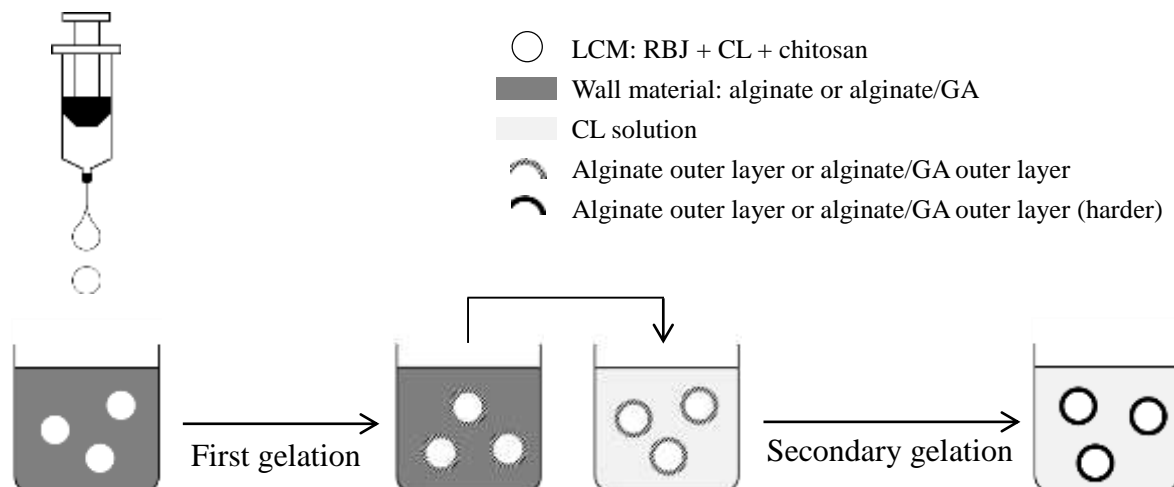 LCM: RBJ + CL + chitosan
Wall material: alginate or alginate/GA
CL solution
Alginate outer layer or alginate/GA outer layer
Alginate outer layer or alginate/GA outer layer (harder)
First gelation
Secondary gelation